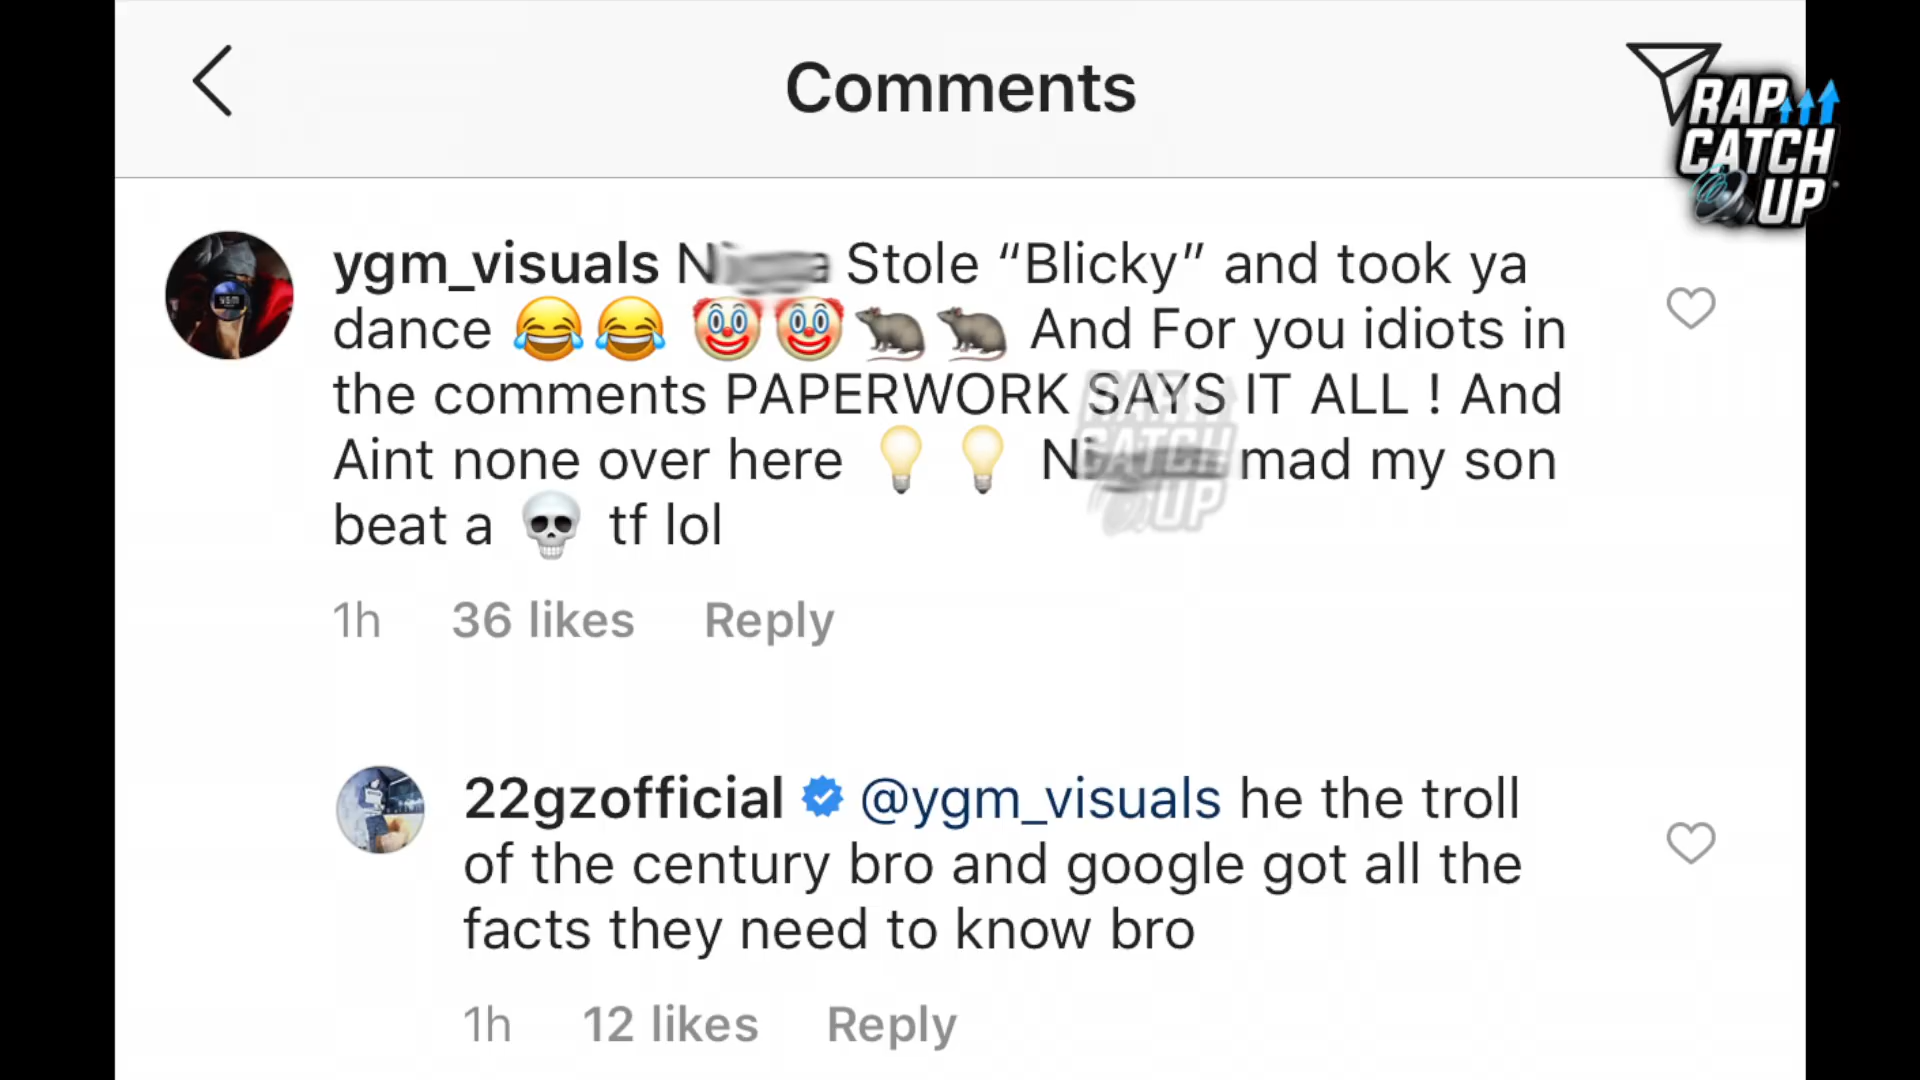 Comments
RAP
CATCH
UP
ygm_visuals Stole “Blicky” and took ya
dance 😂😂 🤡🤡🐀🐀 And For you idiots in
the comments PAPERWORK SAYS IT ALL ! And
Aint none over here 💡 💡 mad my son
beat a 💀 tf lol
1h 36 likes Reply
RAP
CATCH
UP
22gzofficial @ygm_visuals he the troll
of the century bro and google got all the
facts they need to know bro
1h 12 likes Reply